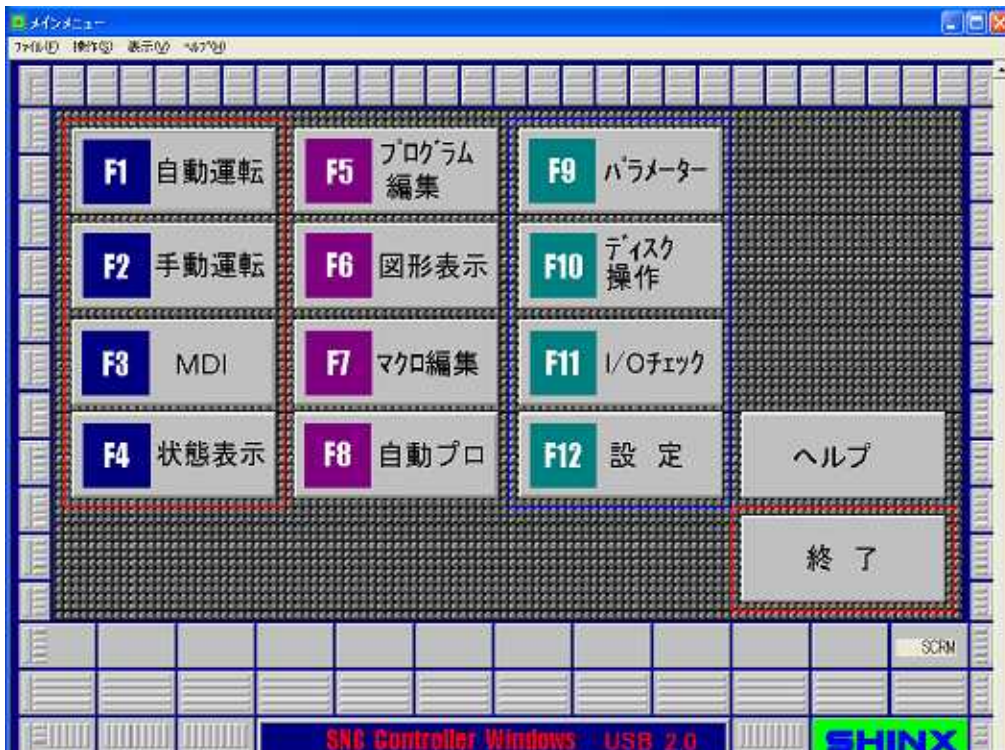 メインメニュー
ファイル(F) 操作(S) 表示(V) ヘルプ(H)
F1 自動運転
F2 手動運転
F3 MDI
F4 状態表示
F5 プログラム
編集
F6 図形表示
F7 マクロ編集
F8 自動プロ
F9 パラメーター
F10 ディスク
操作
F11 I/Oチェック
F12 設 定
ヘルプ
終 了
SCRM
SNC Controller Windows USB 2.0
SHINX